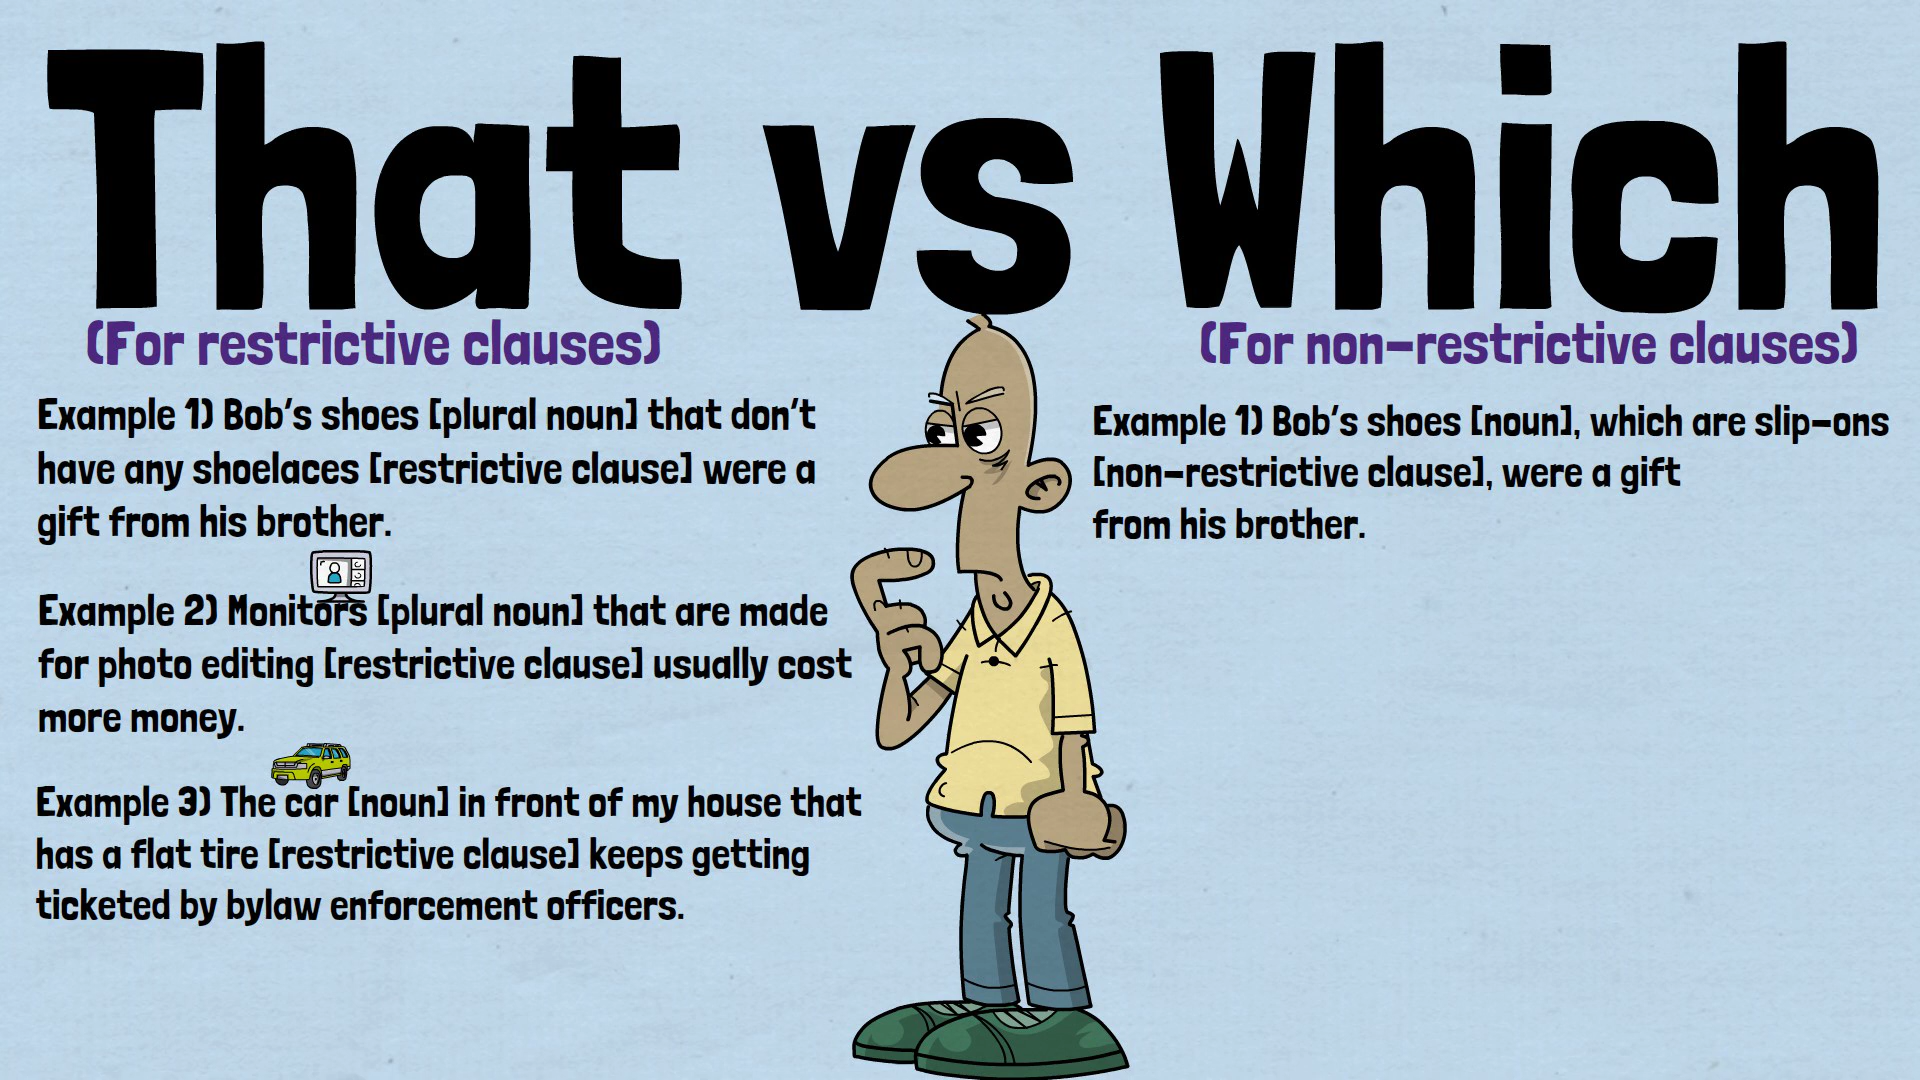 That vs Which
(For restrictive clauses)
Example 1) Bob's shoes [plural noun] that don't
have any shoelaces [restrictive clause] were a
gift from his brother.
Example 2) Monitors [plural noun] that are made
for photo editing [restrictive clause] usually cost
more money.
Example 3) The car [noun] in front of my house that
has a flat tire [restrictive clause] keeps getting
ticketed by bylaw enforcement officers.
(For non-restrictive clauses)
Example 1) Bob's shoes [noun], which are slip-ons
[non-restrictive clause], were a gift
from his brother.